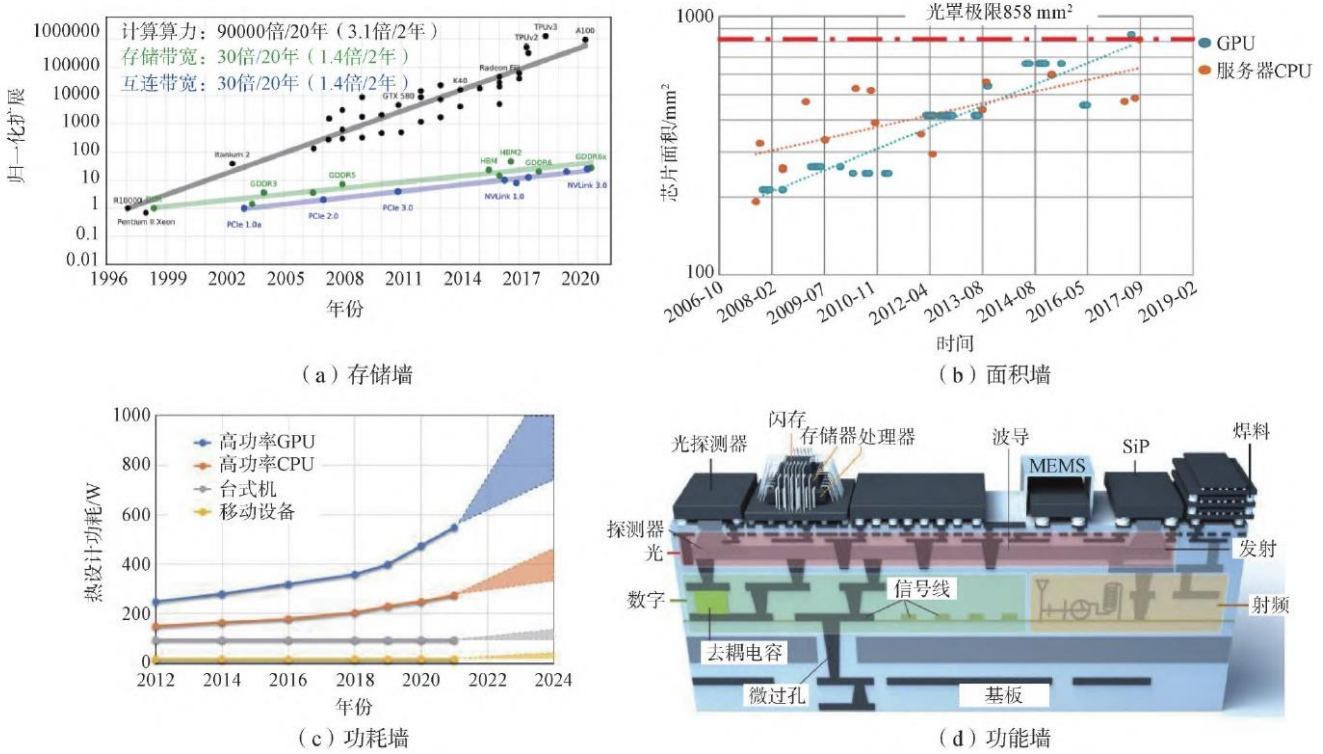 计算算力：90000倍/20年（3.1倍/2年）
存储带宽：30倍/20年（1.4倍/2年）
互连带宽：30倍/20年（1.4倍/2年）
归一化扩展
1000000
100000
10000
1000
100
10
1
0.1
0.01
TPUv3
TPUv2
A100
Radeon Fiji
K40
GTX 580
Itanium 2
R10000
Pentium II Xeon
GDDR3
GDDR5
HBM
HBM2
GDDR6
GDDR6x
PCIe 1.0a
PCIe 2.0
PCIe 3.0
NVLink 1.0
NVLink 3.0
1996 1999 2002 2005 2008 2011 2014 2017 2020
年份
（a）存储墙
光罩极限858 mm²
芯片面积/mm²
1000
100
GPU
服务器CPU
2006-10 2008-02 2009-07 2010-11 2012-04 2013-08 2014-08 2016-05 2017-09 2019-02
时间
（b）面积墙
热设计功耗/W
1000
800
600
400
200
0
高功率GPU
高功率CPU
台式机
移动设备
2012 2014 2016 2018 2020 2022 2024
年份
（c）功耗墙
闪存
光探测器
存储器
处理器
波导
MEMS
SiP
焊料
探测器
光
发射
数字
信号线
射频
去耦电容
微过孔
基板
（d）功能墙